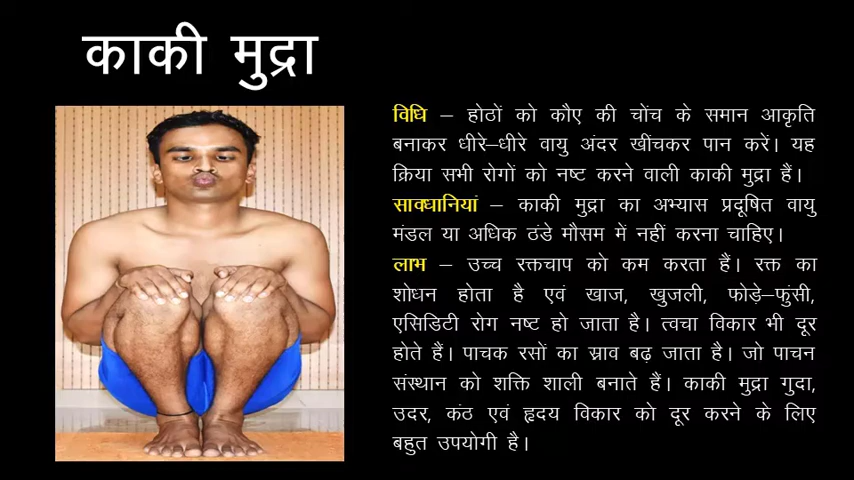 काकी मुद्रा
विधि – होठों को कौए की चोंच के समान आकृति
बनाकर धीरे–धीरे वायु अंदर खींचकर पान करें। यह
क्रिया सभी रोगों को नष्ट करने वाली काकी मुद्रा हैं।
सावधानियां – काकी मुद्रा का अभ्यास प्रदूषित वायु
मंडल या अधिक ठंडे मौसम में नहीं करना चाहिए।
लाभ – उच्च रक्तचाप को कम करता हैं। रक्त का
शोधन होता है एवं खाज, खुजली, फोड़े–फुंसी,
एसिडिटी रोग नष्ट हो जाता है। त्वचा विकार भी दूर
होते हैं। पाचक रसों का स्राव बढ़ जाता है। जो पाचन
संस्थान को शक्ति शाली बनाते हैं। काकी मुद्रा गुदा,
उदर, कंठ एवं हृदय विकार को दूर करने के लिए
बहुत उपयोगी है।